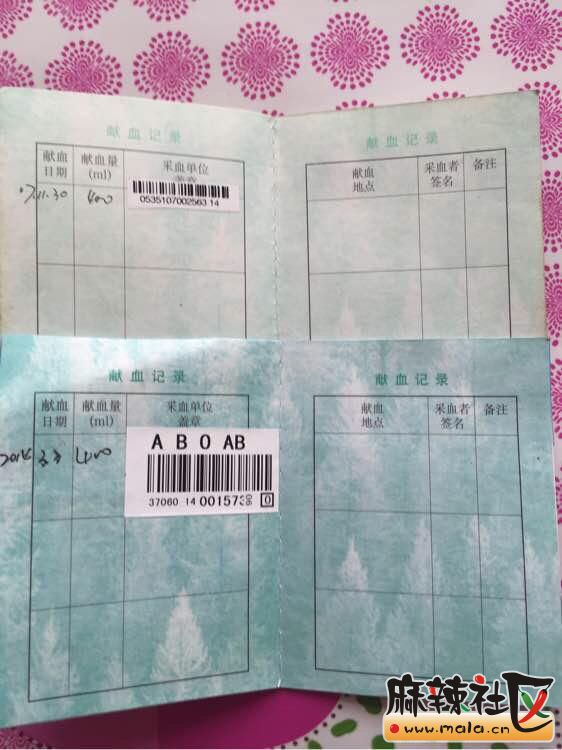 献血记录
献血记录
献血日期
献血量(ml)
采血单位盖章
献血地点
采血者签名
备注
07.11.30
400
0535107002563 14
献血记录
献血记录
献血日期
献血量(ml)
采血单位盖章
献血地点
采血者签名
备注
400
A B O AB
37060 14 001573
麻辣社区
www.mala.cn